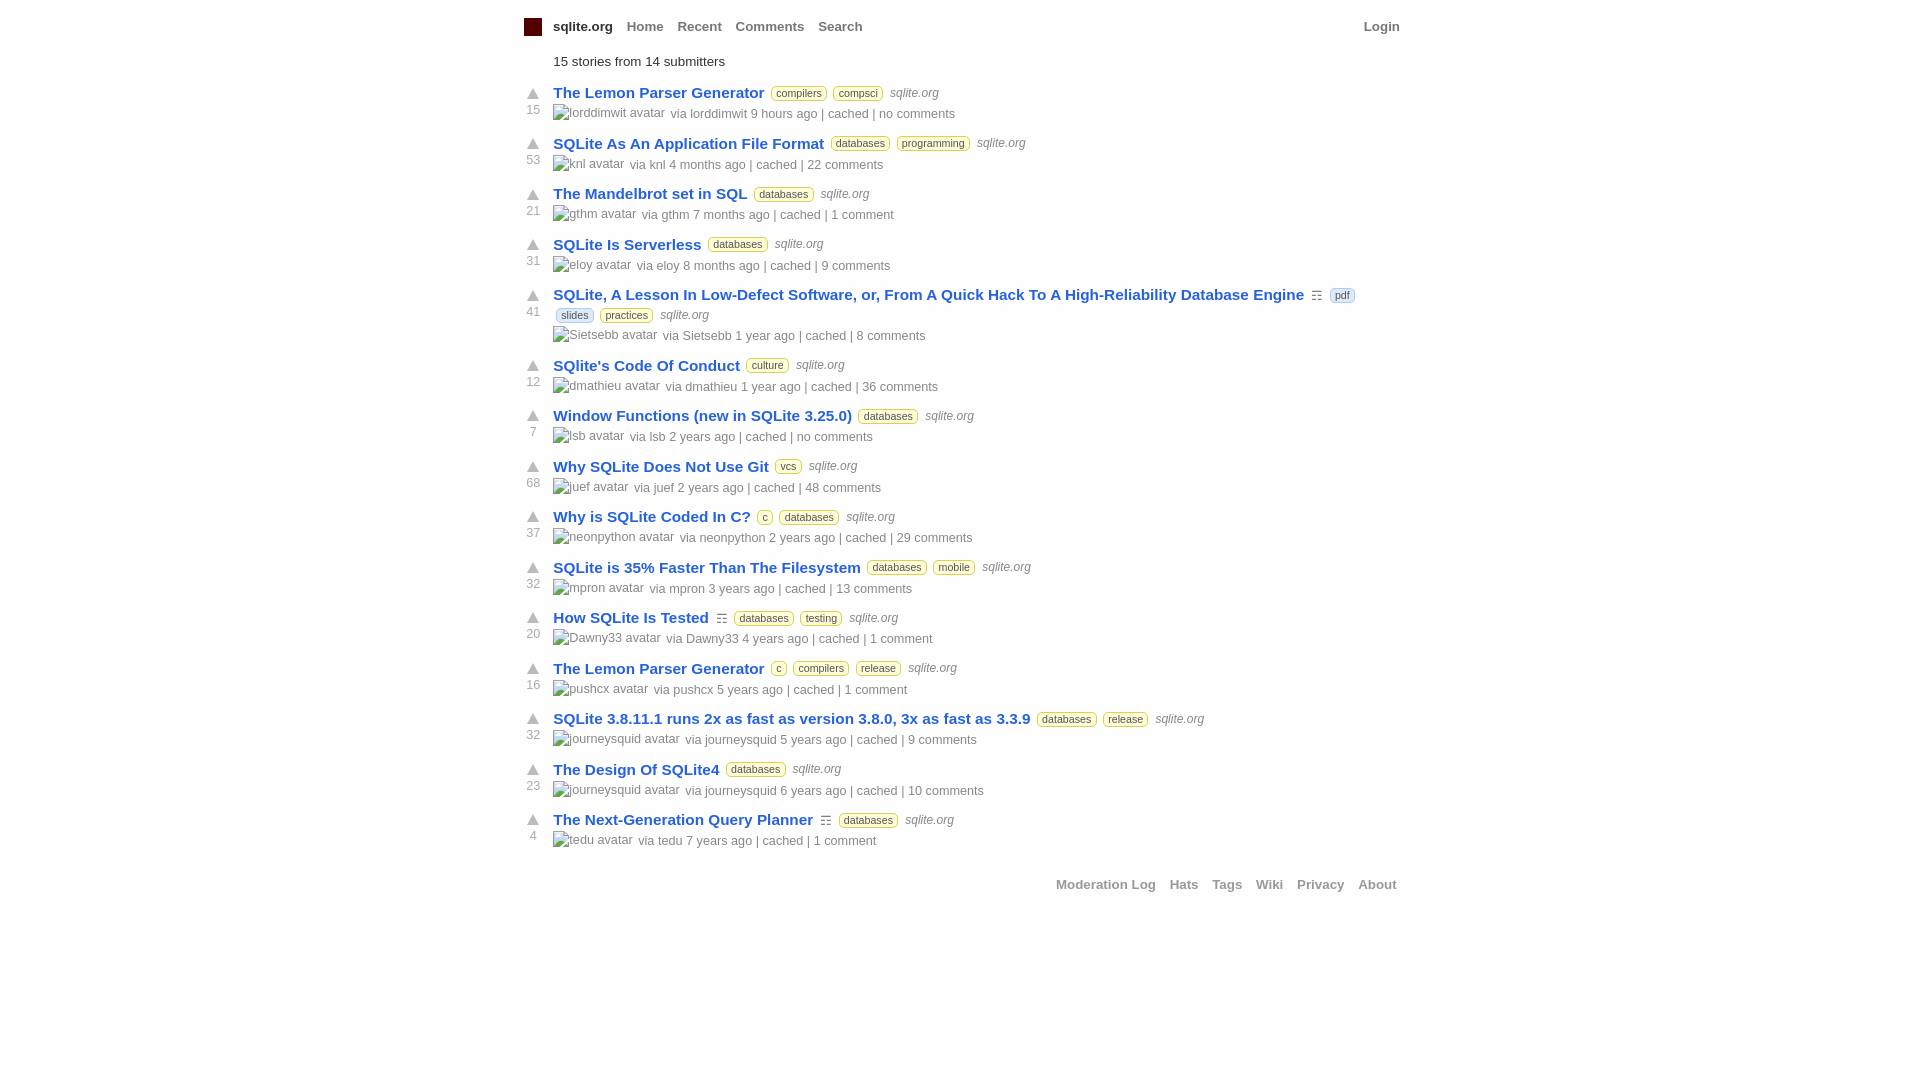 sqlite.org Home Recent Comments Search Login
15 stories from 14 submitters
The Lemon Parser Generator compilers compsci sqlite.org
15
lorddimwit avatar via lorddimwit 9 hours ago | cached | no comments
SQLite As An Application File Format databases programming sqlite.org
53
knl avatar via knl 4 months ago | cached | 22 comments
The Mandelbrot set in SQL databases sqlite.org
21
gthm avatar via gthm 7 months ago | cached | 1 comment
SQLite Is Serverless databases sqlite.org
31
eloy avatar via eloy 8 months ago | cached | 9 comments
SQLite, A Lesson In Low-Defect Software, or, From A Quick Hack To A High-Reliability Database Engine ☶ pdf
41
slides practices sqlite.org
Sietsebb avatar via Sietsebb 1 year ago | cached | 8 comments
SQlite's Code Of Conduct culture sqlite.org
12
dmathieu avatar via dmathieu 1 year ago | cached | 36 comments
Window Functions (new in SQLite 3.25.0) databases sqlite.org
7
lsb avatar via lsb 2 years ago | cached | no comments
Why SQLite Does Not Use Git vcs sqlite.org
68
juef avatar via juef 2 years ago | cached | 48 comments
Why is SQLite Coded In C? c databases sqlite.org
37
neonpython avatar via neonpython 2 years ago | cached | 29 comments
SQLite is 35% Faster Than The Filesystem databases mobile sqlite.org
32
mpron avatar via mpron 3 years ago | cached | 13 comments
How SQLite Is Tested ☶ databases testing sqlite.org
20
Dawny33 avatar via Dawny33 4 years ago | cached | 1 comment
The Lemon Parser Generator c compilers release sqlite.org
16
pushcx avatar via pushcx 5 years ago | cached | 1 comment
SQLite 3.8.11.1 runs 2x as fast as version 3.8.0, 3x as fast as 3.3.9 databases release sqlite.org
32
journeysquid avatar via journeysquid 5 years ago | cached | 9 comments
The Design Of SQLite4 databases sqlite.org
23
journeysquid avatar via journeysquid 6 years ago | cached | 10 comments
The Next-Generation Query Planner ☶ databases sqlite.org
4
tedu avatar via tedu 7 years ago | cached | 1 comment
Moderation Log Hats Tags Wiki Privacy About